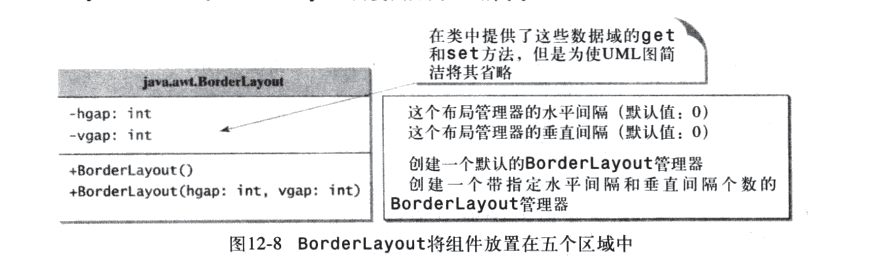 在类中提供了这些数据域的get
和set方法，但是为使UML图简
洁将其省略
java.awt.BorderLayout
-hgap: int
-vgap: int
+BorderLayout()
+BorderLayout(hgap: int, vgap: int)
这个布局管理器的水平间隔（默认值：0）
这个布局管理器的垂直间隔（默认值：0）
创建一个默认的BorderLayout管理器
创建一个带指定水平间隔和垂直间隔个数的
BorderLayout管理器
图12-8 BorderLayout将组件放置在五个区域中